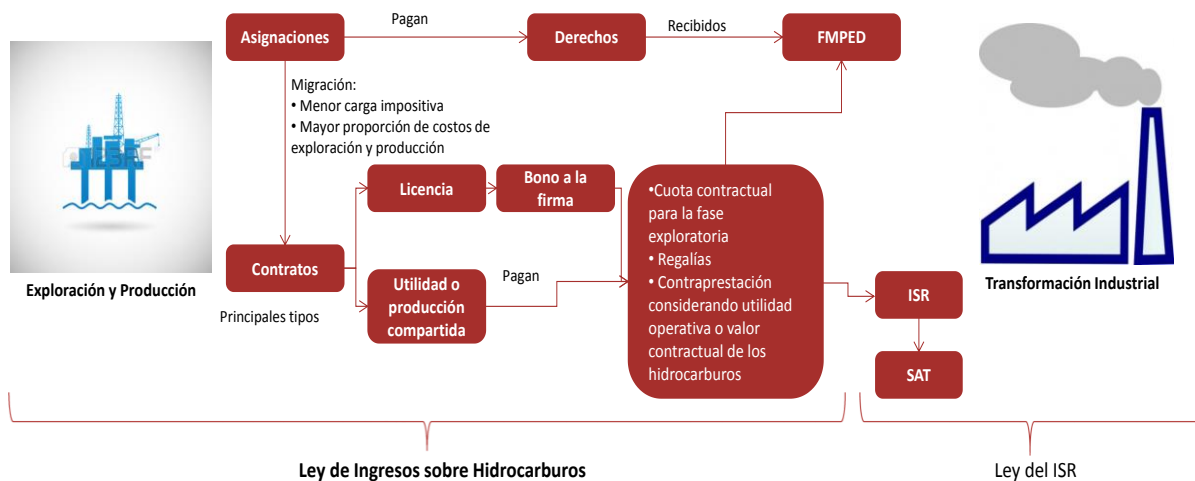 Pagan
Asignaciones
Derechos
Recibidos
FMPED
Migración:
• Menor carga impositiva
• Mayor proporción de costos de
exploración y producción
Licencia
Bono a la
firma
•Cuota contractual
para la fase
exploratoria
• Regalías
• Contraprestación
considerando utilidad
operativa o valor
contractual de los
hidrocarburos
Contratos
Principales tipos
Utilidad o
producción
compartida
Pagan
Exploración y Producción
Transformación Industrial
ISR
SAT
Ley de Ingresos sobre Hidrocarburos
Ley del ISR